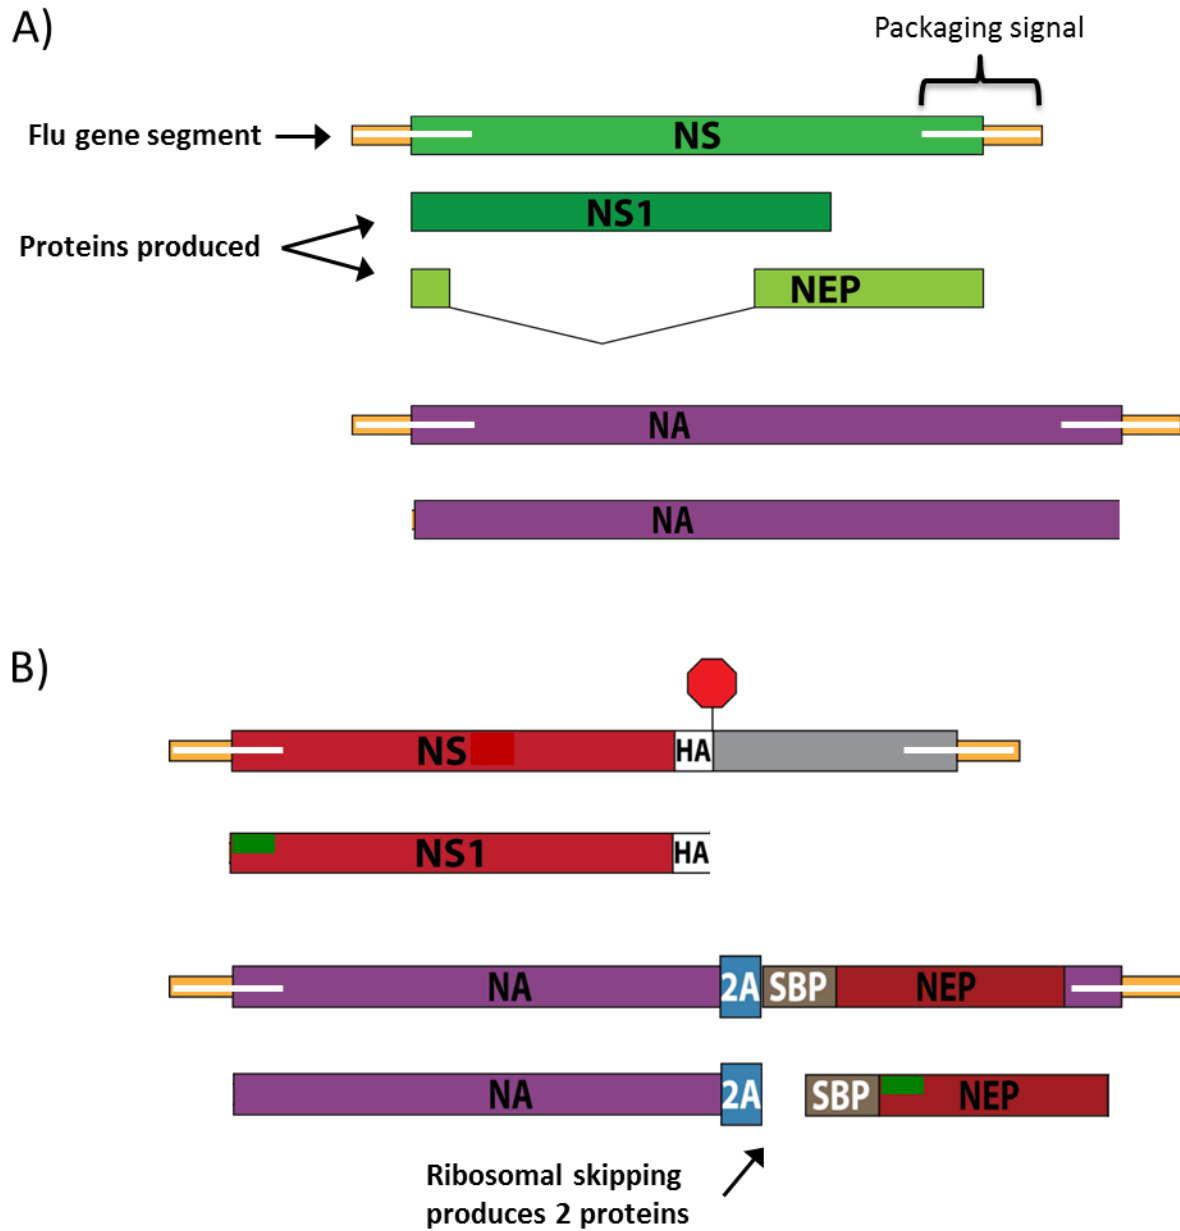 A)
Packaging signal
Flu gene segment
NS
NS1
Proteins produced
NEP
NA
NA
B)
NS
HA
NS1
HA
NA
2A
SBP
NEP
NA
2A
SBP
NEP
Ribosomal skipping
produces 2 proteins